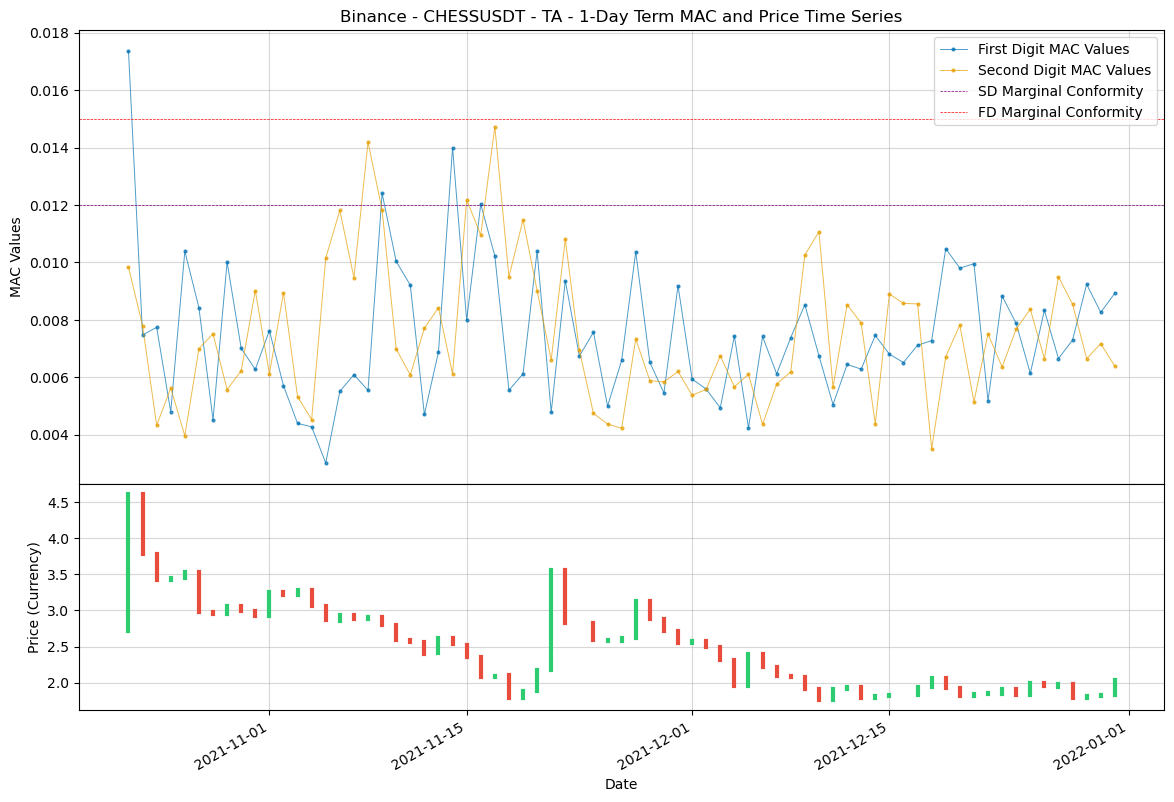 Binance - CHESSUSDT - TA - 1-Day Term MAC and Price Time Series
0.018
0.016
0.014
0.012
0.010
0.008
0.006
0.004
MAC Values
First Digit MAC Values
Second Digit MAC Values
SD Marginal Conformity
FD Marginal Conformity
4.5
4.0
3.5
3.0
2.5
2.0
Price (Currency)
2021-11-01
2021-11-15
2021-12-01
2021-12-15
2022-01-01
Date